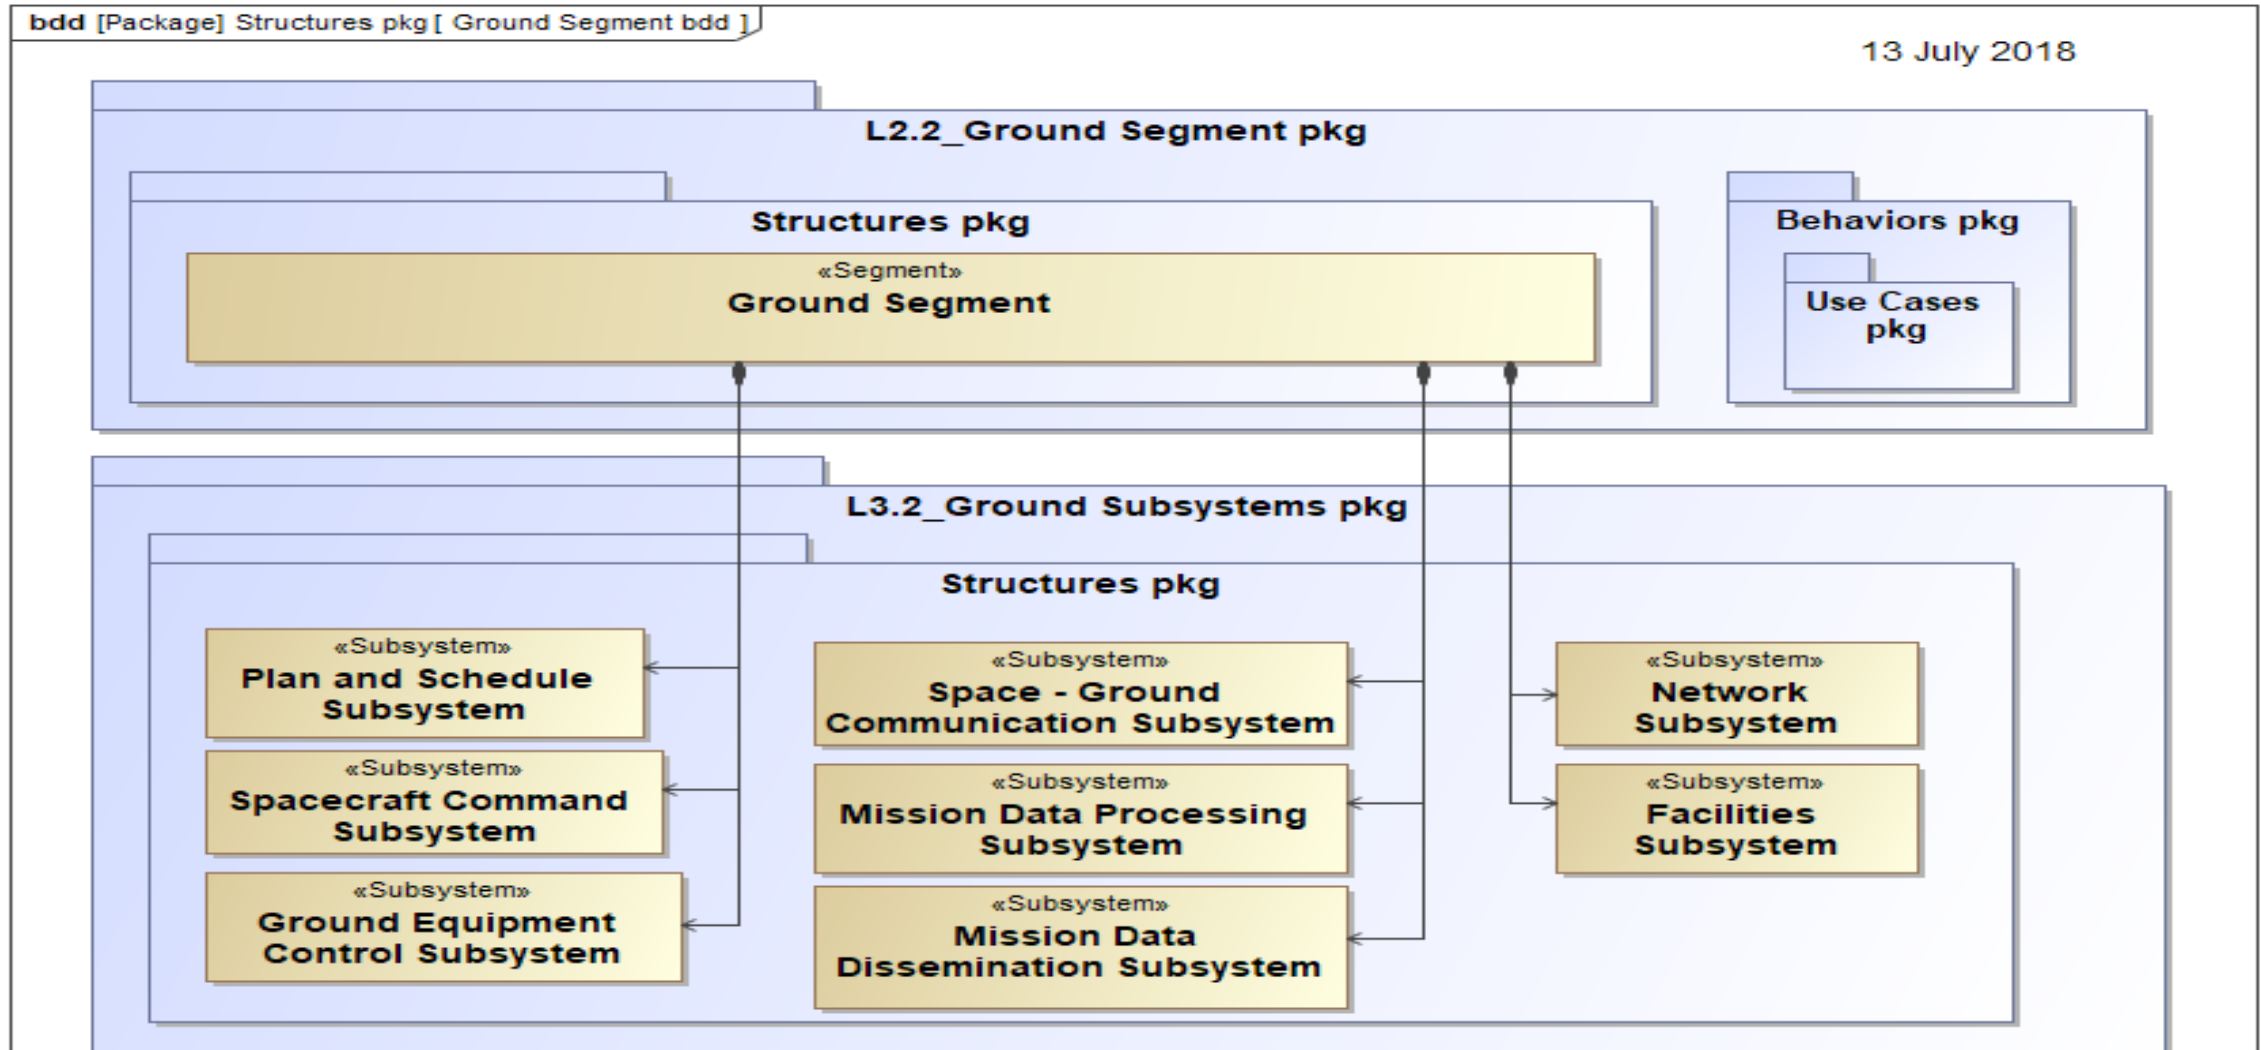 bdd [Package] Structures pkg [ Ground Segment bdd ]
13 July 2018
L2.2_Ground Segment pkg
Structures pkg
«Segment»
Ground Segment
Behaviors pkg
Use Cases
pkg
L3.2_Ground Subsystems pkg
Structures pkg
«Subsystem»
Plan and Schedule
Subsystem
«Subsystem»
Spacecraft Command
Subsystem
«Subsystem»
Ground Equipment
Control Subsystem
«Subsystem»
Space - Ground
Communication Subsystem
«Subsystem»
Mission Data Processing
Subsystem
«Subsystem»
Mission Data
Dissemination Subsystem
«Subsystem»
Network
Subsystem
«Subsystem»
Facilities
Subsystem